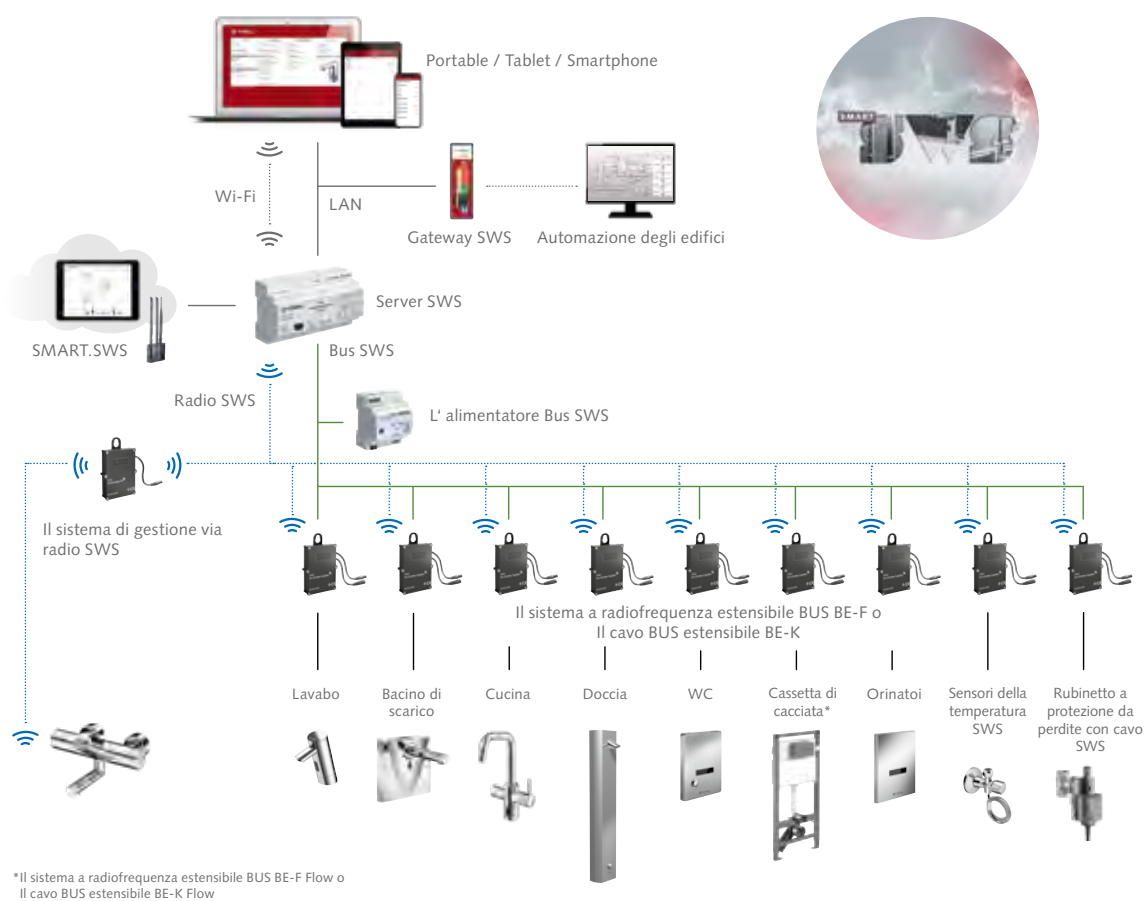 Portable / Tablet / Smartphone
SMART
SWS
Wi-Fi
LAN
Gateway SWS
Automazione degli edifici
Server SWS
SMART.SWS
Bus SWS
Radio SWS
L‘ alimentatore Bus SWS
Il sistema di gestione via
radio SWS
Il sistema a radiofrequenza estensibile BUS BE-F o
Il cavo BUS estensibile BE-K
Lavabo
Bacino di
scarico
Cucina
Doccia
WC
Cassetta di
cacciata*
Orinatoi
Sensori della
temperatura
SWS
Rubinetto a
protezione da
perdite con cavo
SWS
*Il sistema a radiofrequenza estensibile BUS BE-F Flow o
Il cavo BUS estensibile BE-K Flow